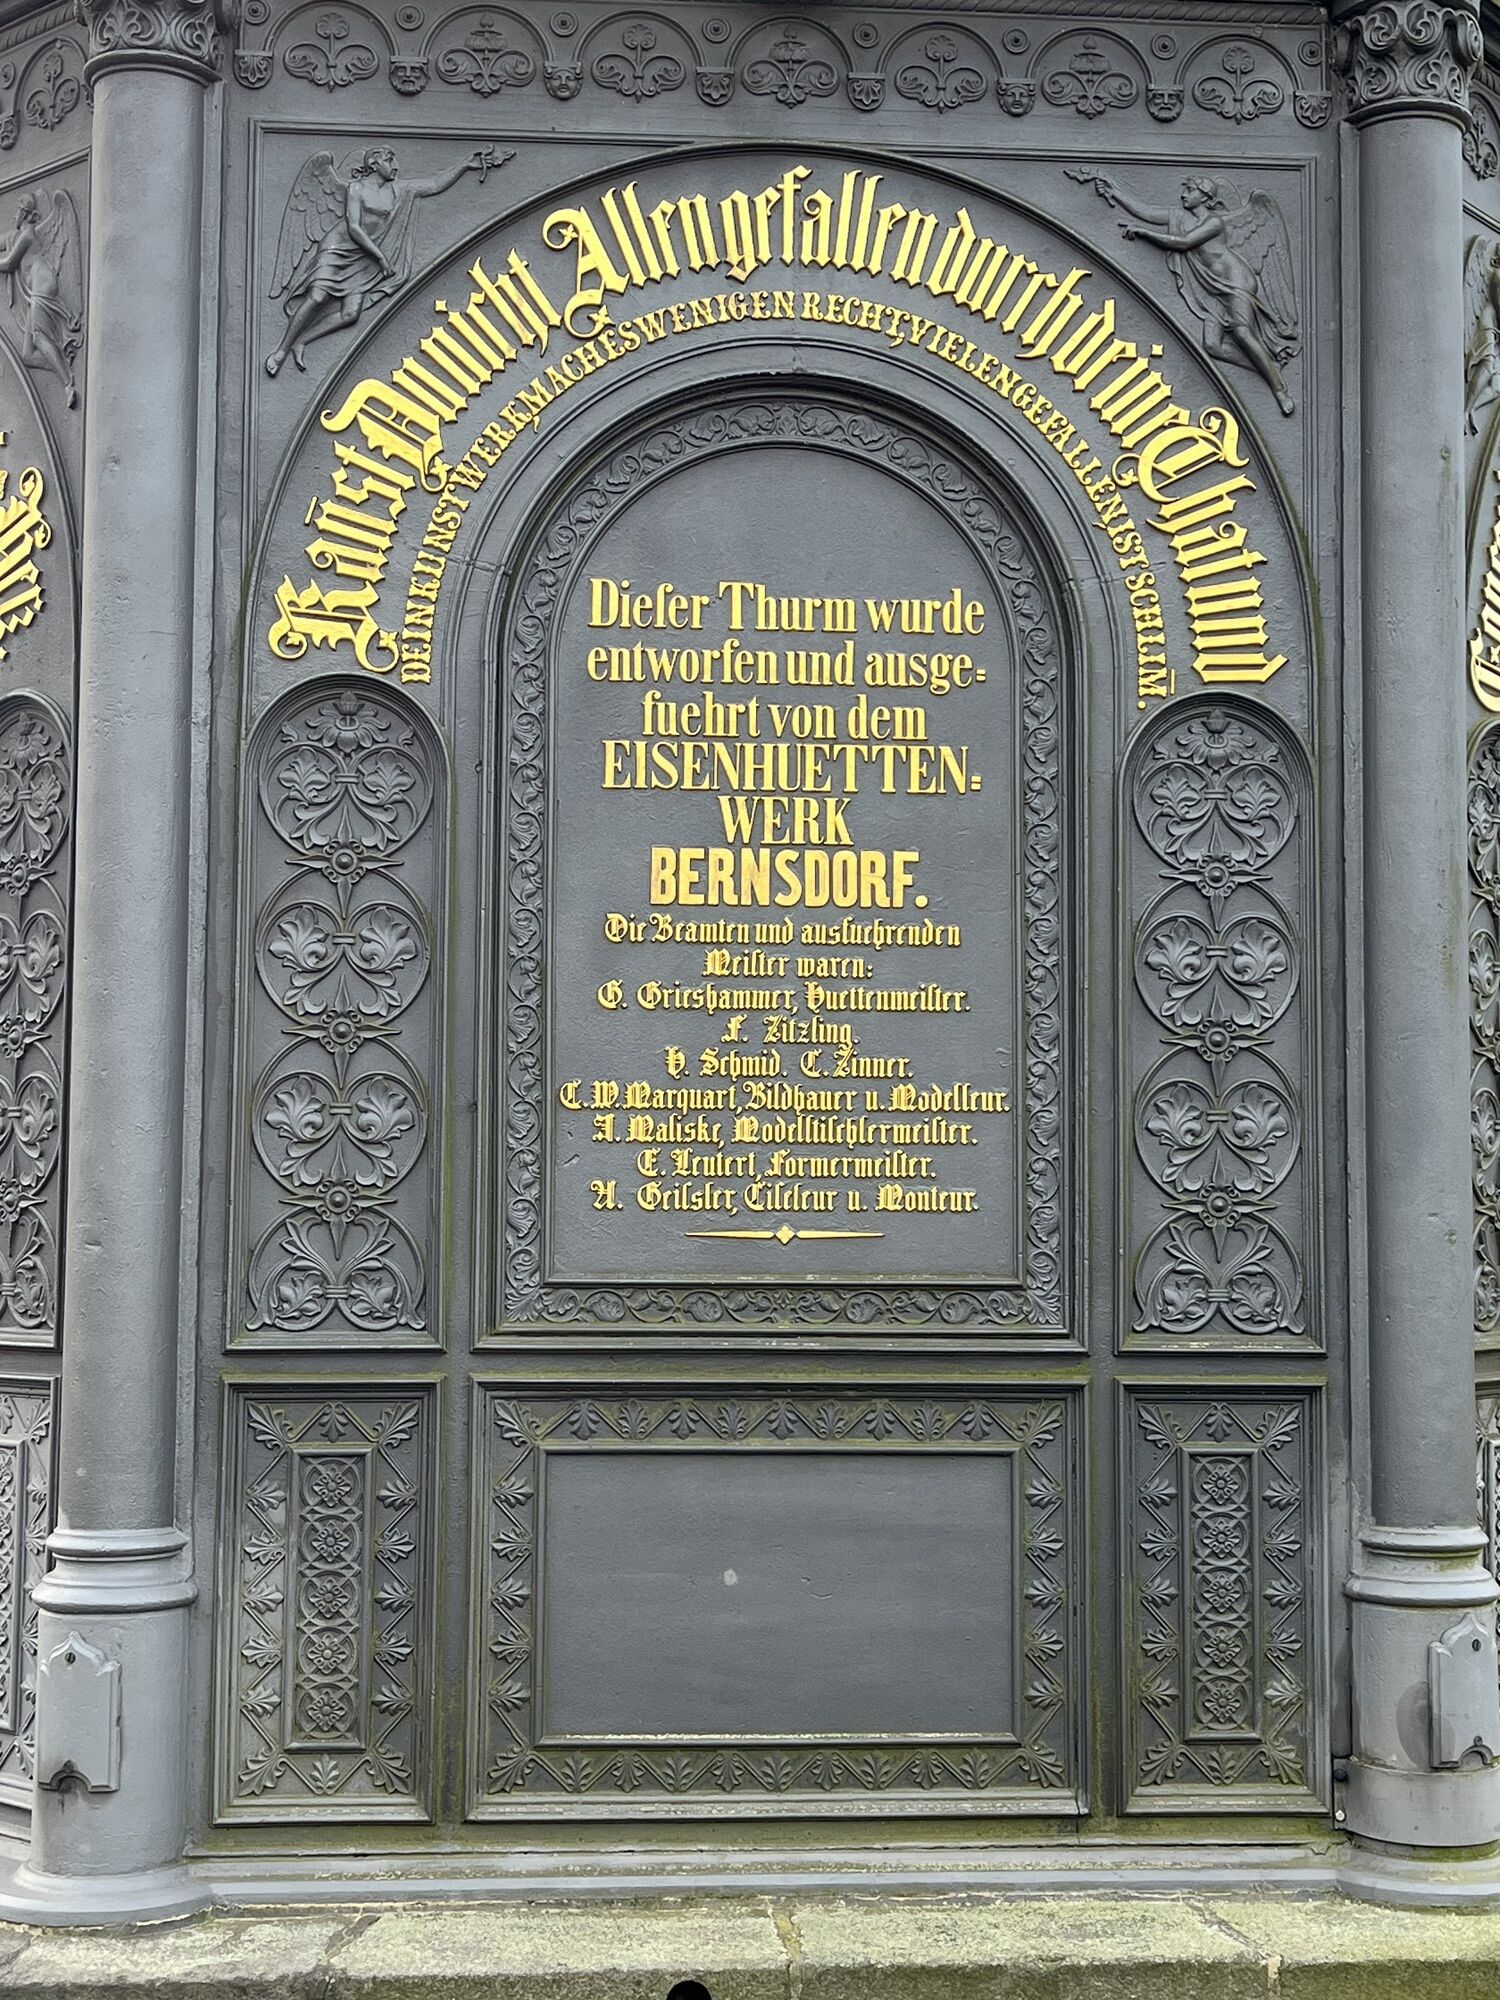 Kañst Du nicht Allen gefallen durch deine That und
DEIN KUNSTWERK, MACH ES WENIGEN RECHT, VIELEN GEFALLEN, IST SCHLIM̄.
Dieſer Thurm wurde
entworfen und ausge=
fuehrt von dem
EISENHUETTEN=
WERK
BERNSDORF.
Die Beamten und ausfuehrenden
Meiſter waren:
G. Grieshammer, Huettenmeiſter.
F. Zitzling.
H. Schmid. C. Zinner.
C. W. Marquart, Bildhauer u. Modelleur.
J. Maliske, Modelltiſchlermeiſter.
E. Leutert, Formermeiſter.
A. Geiſsler, Ciſeleur u. Monteur.